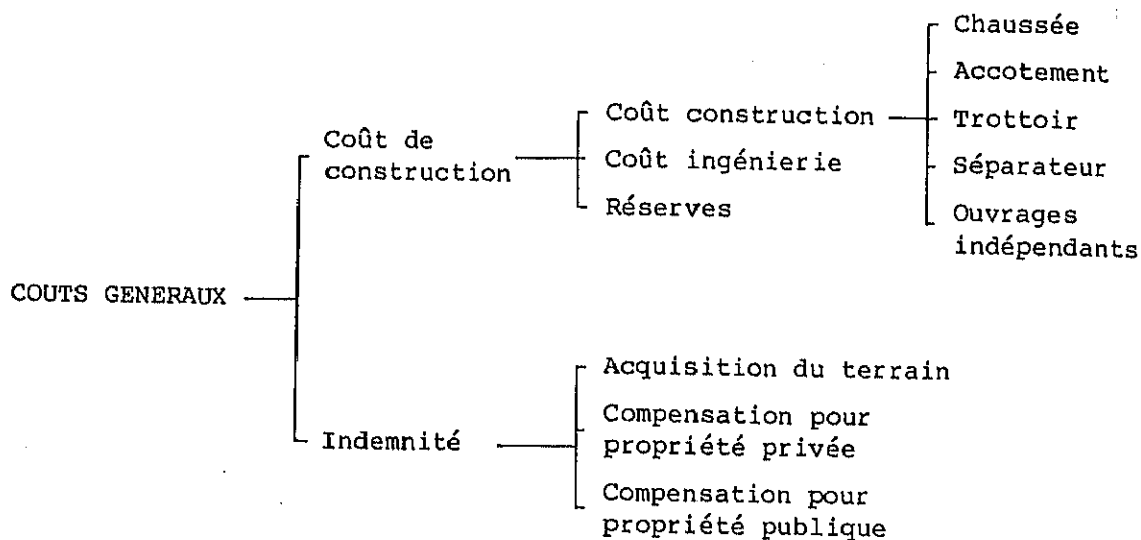 Chaussée
Accotement
Coût construction
Trottoir
Coût de
construction
Coût ingénierie
Séparateur
Réserves
Ouvrages
indépendants
COUTS GENERAUX
Acquisition du terrain
Compensation pour
propriété privée
Indemnité
Compensation pour
propriété publique